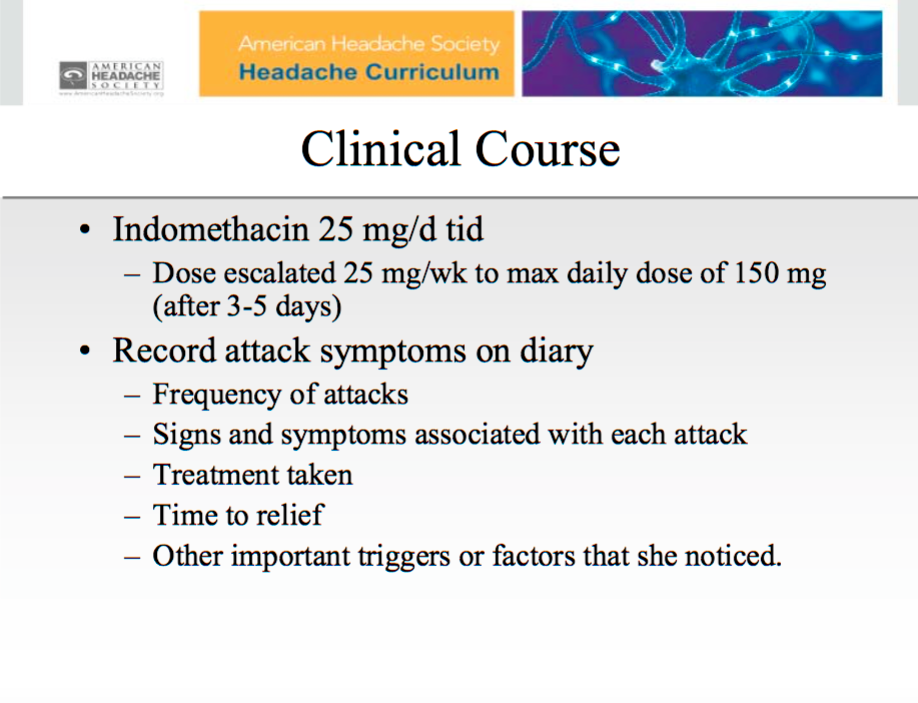 AMERICAN
HEADACHE
SOCIETY
www.AmericanHeadacheSociety.org
American Headache Society
Headache Curriculum
Clinical Course
• Indomethacin 25 mg/d tid
– Dose escalated 25 mg/wk to max daily dose of 150 mg
(after 3-5 days)
• Record attack symptoms on diary
– Frequency of attacks
– Signs and symptoms associated with each attack
– Treatment taken
– Time to relief
– Other important triggers or factors that she noticed.